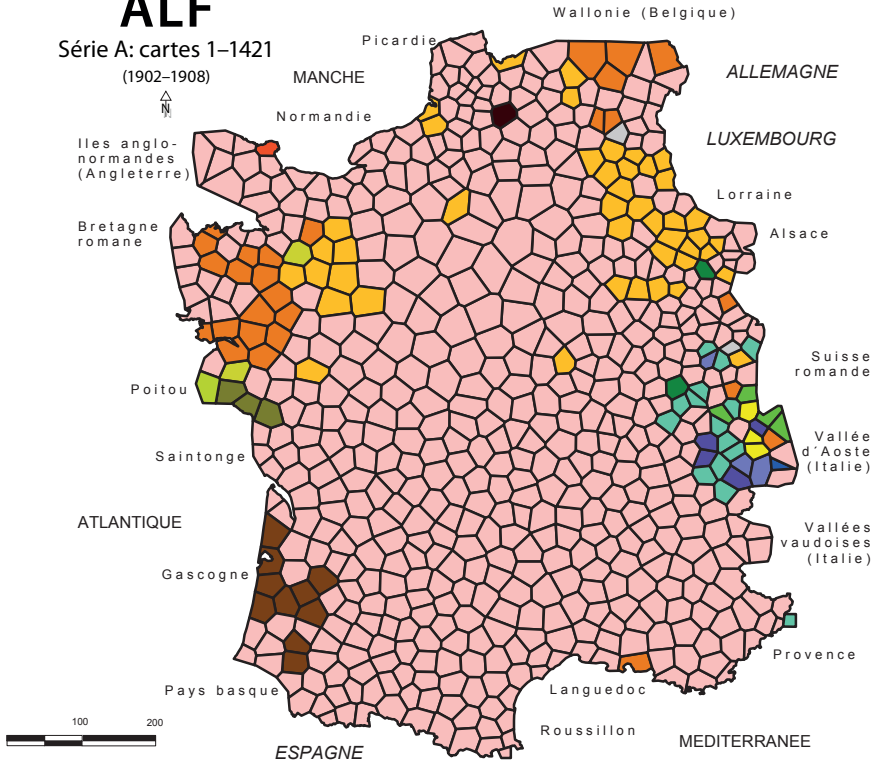 ALF
Série A: cartes 1–1421
(1902–1908)
N
Wallonie (Belgique)
Picardie
MANCHE
ALLEMAGNE
Normandie
LUXEMBOURG
Iles anglo-
normandes
(Angleterre)
Lorraine
Bretagne
romane
Alsace
Suisse
romande
Poitou
Vallée
d´Aoste
(Italie)
Saintonge
ATLANTIQUE
Vallées
vaudoises
(Italie)
Gascogne
Provence
Pays basque
Languedoc
100
200
Roussillon
MEDITERRANEE
ESPAGNE